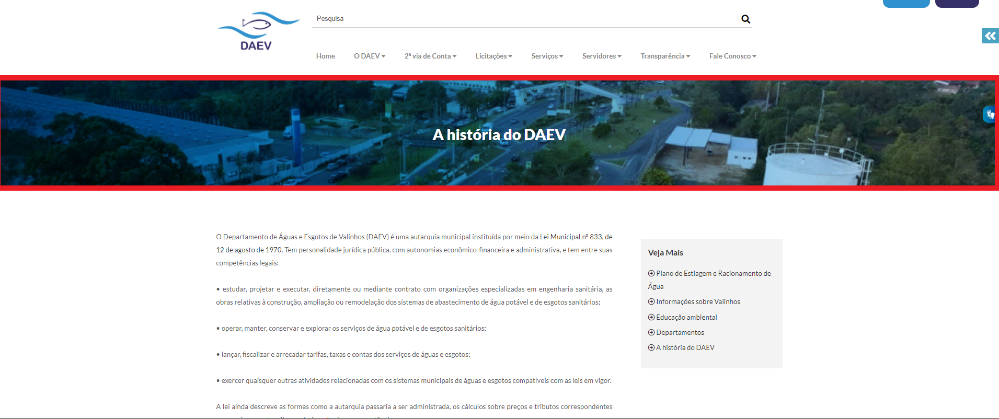 DAEV
Pesquisa
Home
O DAEV
2ª via de Conta
Licitações
Serviços
Servidores
Transparência
Fale Conosco
A história do DAEV
O Departamento de Águas e Esgotos de Valinhos (DAEV) é uma autarquia municipal instituída por meio da Lei Municipal nº 833, de
12 de agosto de 1970. Tem personalidade jurídica pública, com autonomias econômico-financeira e administrativa, e tem entre suas
competências legais:
• estudar, projetar e executar, diretamente ou mediante contrato com organizações especializadas em engenharia sanitária, as
obras relativas à construção, ampliação ou remodelação dos sistemas de abastecimento de água potável e de esgotos sanitários;
• operar, manter, conservar e explorar os serviços de água potável e de esgotos sanitários;
• lançar, fiscalizar e arrecadar tarifas, taxas e contas dos serviços de águas e esgotos;
• exercer quaisquer outras atividades relacionadas com os sistemas municipais de águas e esgotos compatíveis com as leis em vigor.
A lei ainda descreve as formas como a autarquia passaria a ser administrada, os cálculos sobre preços e tributos correspondentes
Veja Mais
Plano de Estiagem e Racionamento de
Água
Informações sobre Valinhos
Educação ambiental
Departamentos
A história do DAEV